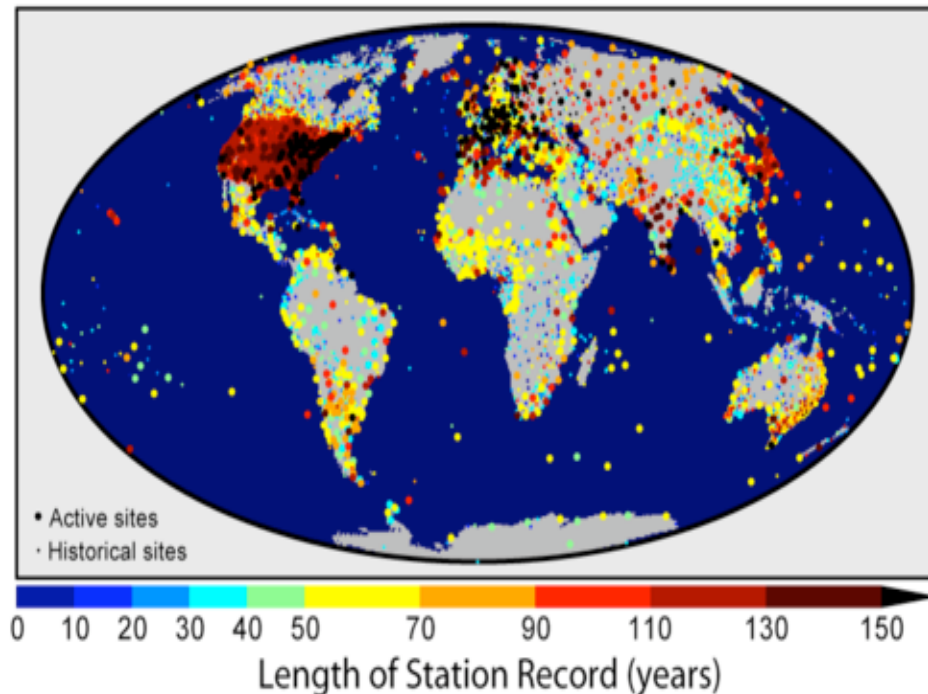 • Active sites
· Historical sites
0 10 20 30 40 50 70 90 110 130 150
Length of Station Record (years)